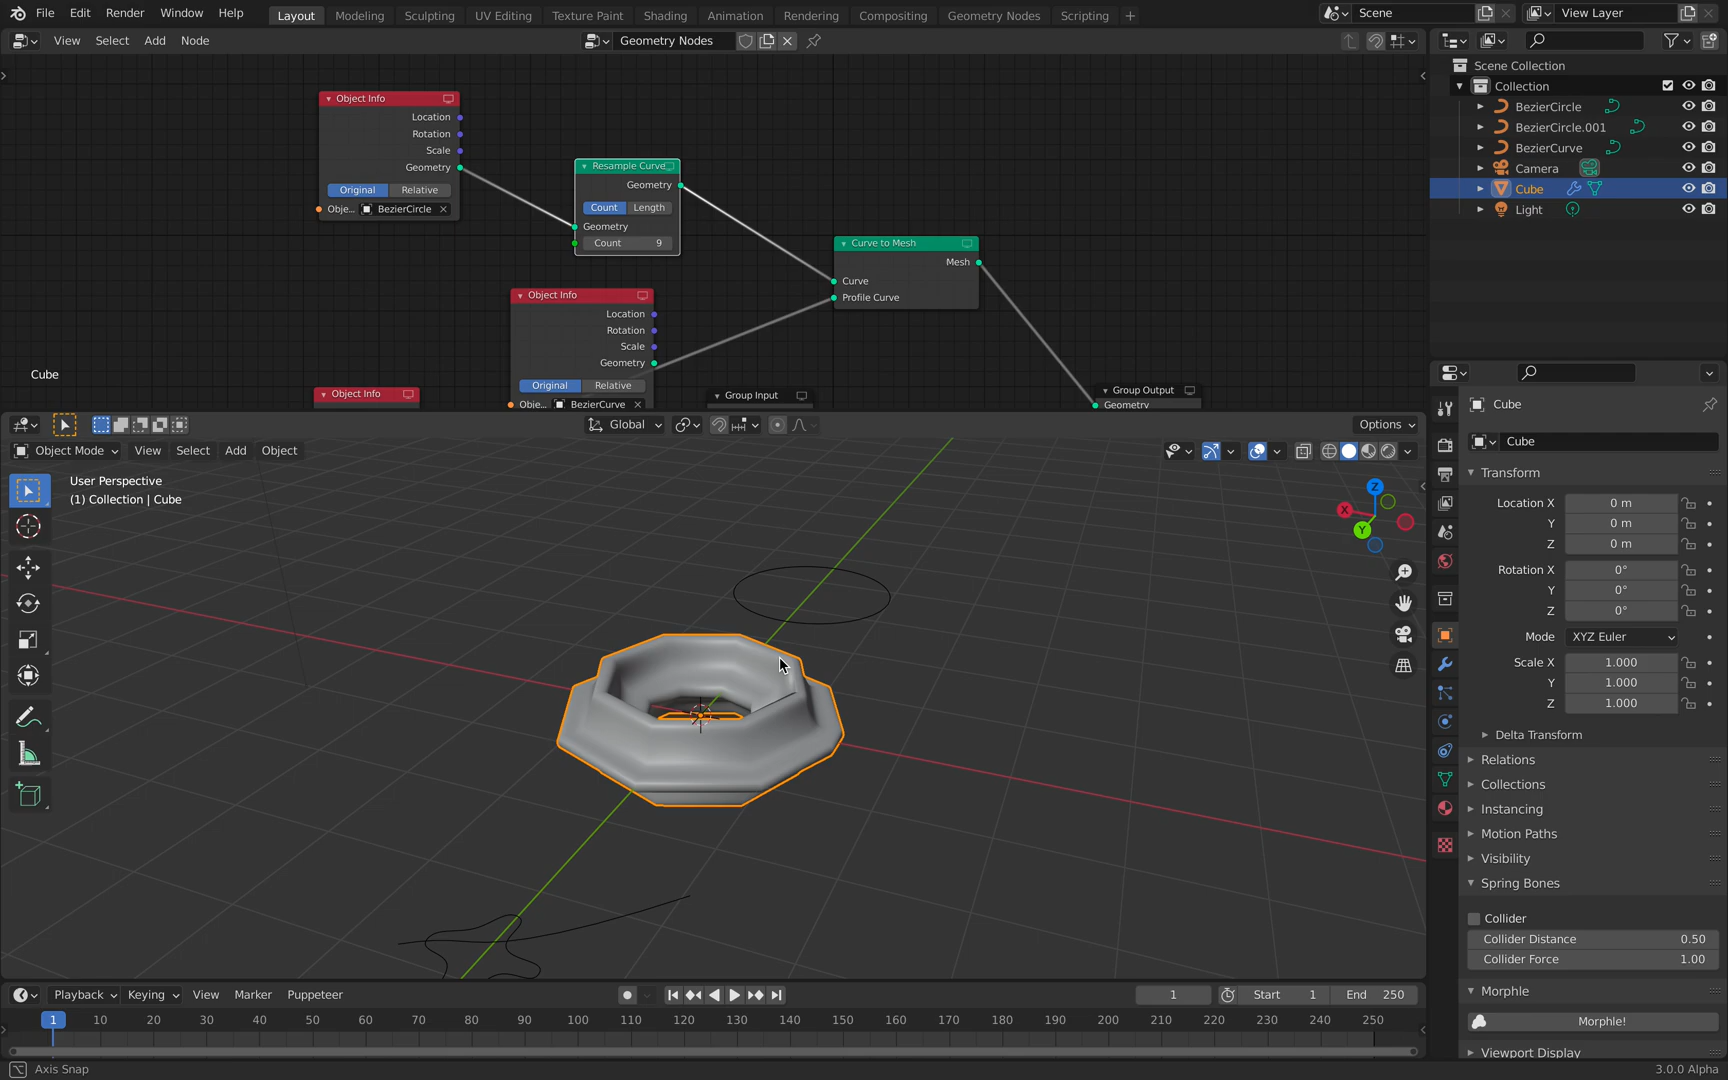 File Edit Render Window Help Layout Modeling Sculpting UV Editing Texture Paint Shading Animation Rendering Compositing Geometry Nodes Scripting + Scene View Layer
View Select Add Node Geometry Nodes
Scene Collection
Collection
BezierCircle
BezierCircle.001
BezierCurve
Camera
Cube
Light
Object Info
Location
Rotation
Scale
Geometry
Original Relative
Obje... BezierCircle
Resample Curve
Geometry
Count Length
Geometry
Count 9
Curve to Mesh
Mesh
Curve
Profile Curve
Object Info
Location
Rotation
Scale
Geometry
Original Relative
Obje... BezierCurve
Cube
Object Info
Group Input
Group Output
Geometry
Global Options
Object Mode View Select Add Object
User Perspective
(1) Collection | Cube
Z
X
Y
Cube
Cube
Transform
Location X 0 m
Y 0 m
Z 0 m
Rotation X 0°
Y 0°
Z 0°
Mode XYZ Euler
Scale X 1.000
Y 1.000
Z 1.000
Delta Transform
Relations
Collections
Instancing
Motion Paths
Visibility
Spring Bones
Collider
Collider Distance 0.50
Collider Force 1.00
Morphle
Morphle!
Viewport Display
Playback Keying View Marker Puppeteer 1 Start 1 End 250
1 10 20 30 40 50 60 70 80 90 100 110 120 130 140 150 160 170 180 190 200 210 220 230 240 250
Axis Snap 3.0.0 Alpha